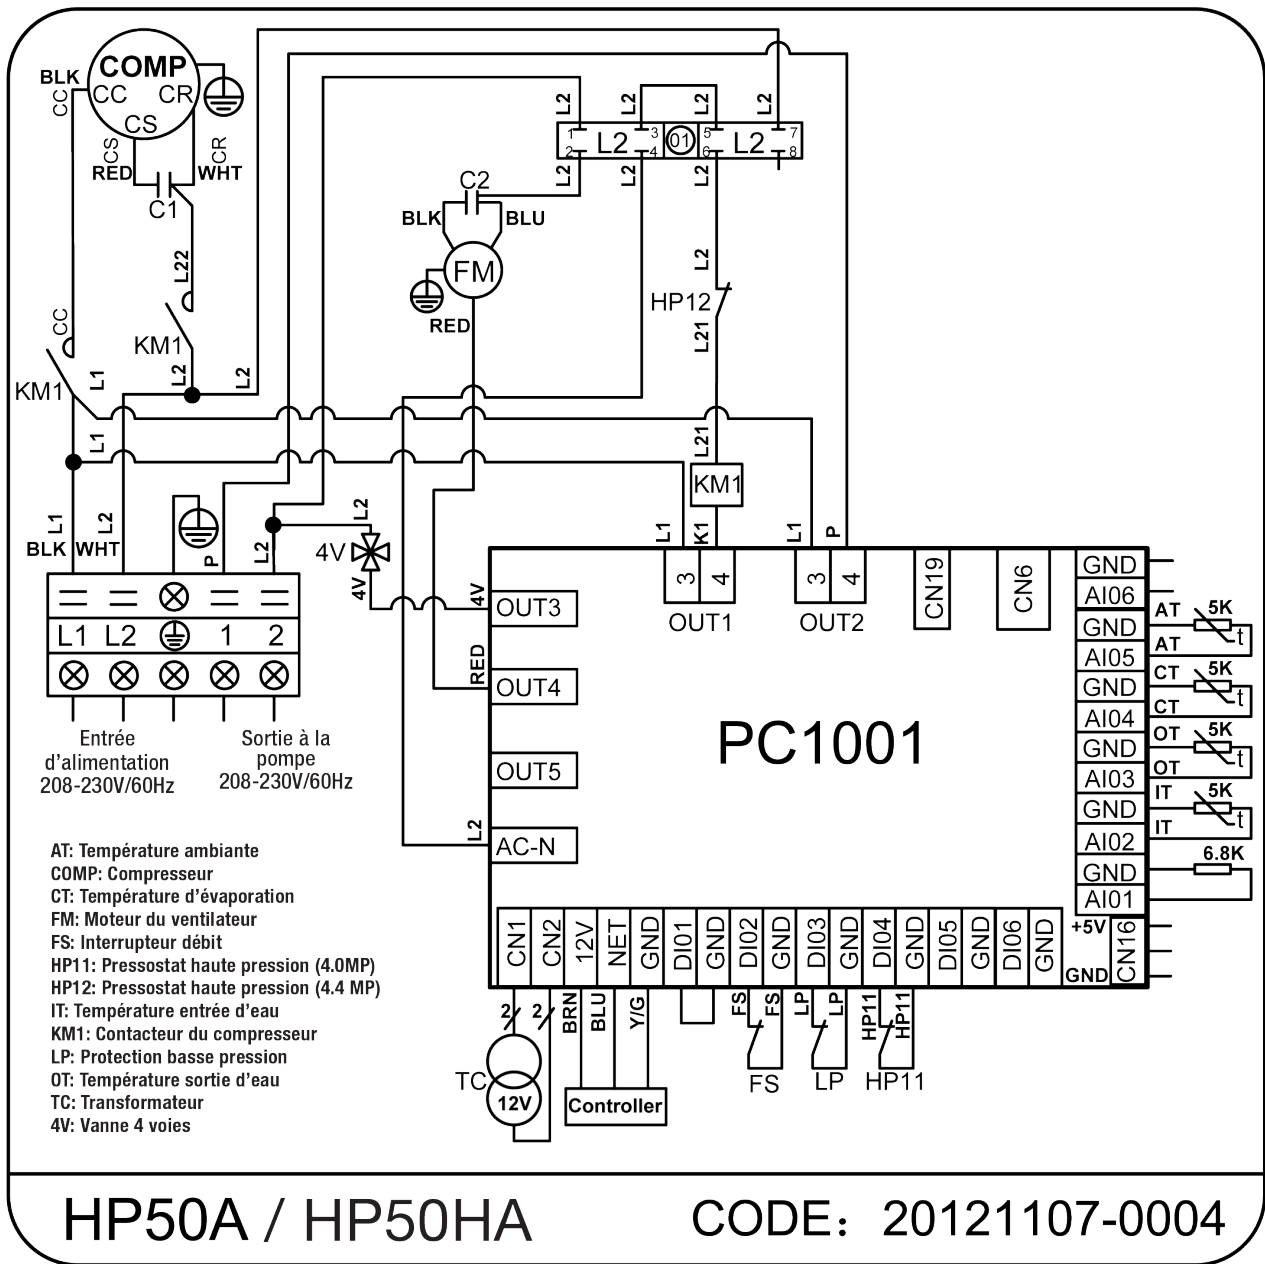 COMP
BLK
CC
CC
CR
CS
CS
CR
RED
WHT
C1
L22
CC
KM1
KM1
L1
L2
L2
L1
L1
L2
BLK
WHT
P
L2
L2
4V
4V
L1
L2
1
2
Entrée
d'alimentation
208-230V/60Hz
Sortie à la
pompe
208-230V/60Hz
C2
BLK
BLU
FM
RED
L2
L2
L2
L2
1
2
L2
3
4
01
5
6
L2
7
8
L2
L2
L2
L2
HP12
L21
L21
KM1
L1
K1
L1
P
3
4
OUT1
3
4
OUT2
CN19
CN6
4V
OUT3
RED
OUT4
OUT5
L2
AC-N
PC1001
GND
AI06
GND
AI05
GND
AI04
GND
AI03
GND
AI02
GND
AI01
+5V
GND
CN16
AT
5K
AT
t
CT
5K
CT
t
OT
5K
OT
t
IT
5K
IT
t
6.8K
CN1
CN2
12V
NET
GND
DI01
GND
DI02
GND
DI03
GND
DI04
GND
DI05
GND
DI06
GND
2
2
BRN
BLU
Y/G
FS
FS
LP
LP
HP11
HP11
TC
12V
Controller
FS
LP
HP11
AT: Température ambiante
COMP: Compresseur
CT: Température d'évaporation
FM: Moteur du ventilateur
FS: Interrupteur débit
HP11: Pressostat haute pression (4.0MP)
HP12: Pressostat haute pression (4.4 MP)
IT: Température entrée d'eau
KM1: Contacteur du compresseur
LP: Protection basse pression
OT: Température sortie d'eau
TC: Transformateur
4V: Vanne 4 voies
HP50A / HP50HA
CODE： 20121107-0004